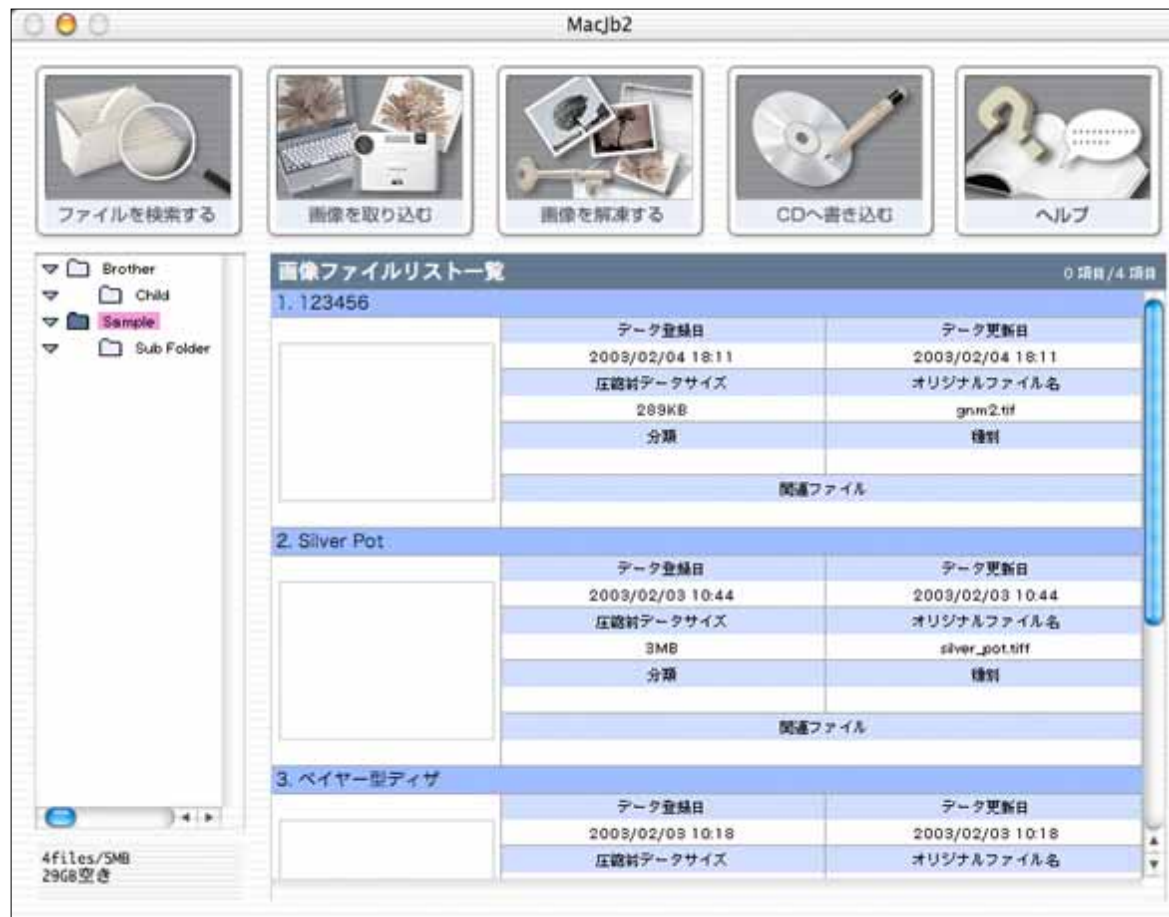 MacJb2
ファイルを検索する
画像を取り込む
画像を解凍する
CDへ書き込む
ヘルプ
Brother
Child
Sample
Sub Folder
4files/5MB
29GB空き
画像ファイルリスト一覧 0 項目/4 項目
1. 123456
データ登録日 データ更新日
2003/02/04 18:11 2003/02/04 18:11
圧縮前データサイズ オリジナルファイル名
289KB gnm2.tif
分類 種別
関連ファイル
2. Silver Pot
データ登録日 データ更新日
2003/02/03 10:44 2003/02/03 10:44
圧縮前データサイズ オリジナルファイル名
3MB silver_pot.tiff
分類 種別
関連ファイル
3. ベイヤー型ディザ
データ登録日 データ更新日
2003/02/03 10:18 2003/02/03 10:18
圧縮前データサイズ オリジナルファイル名